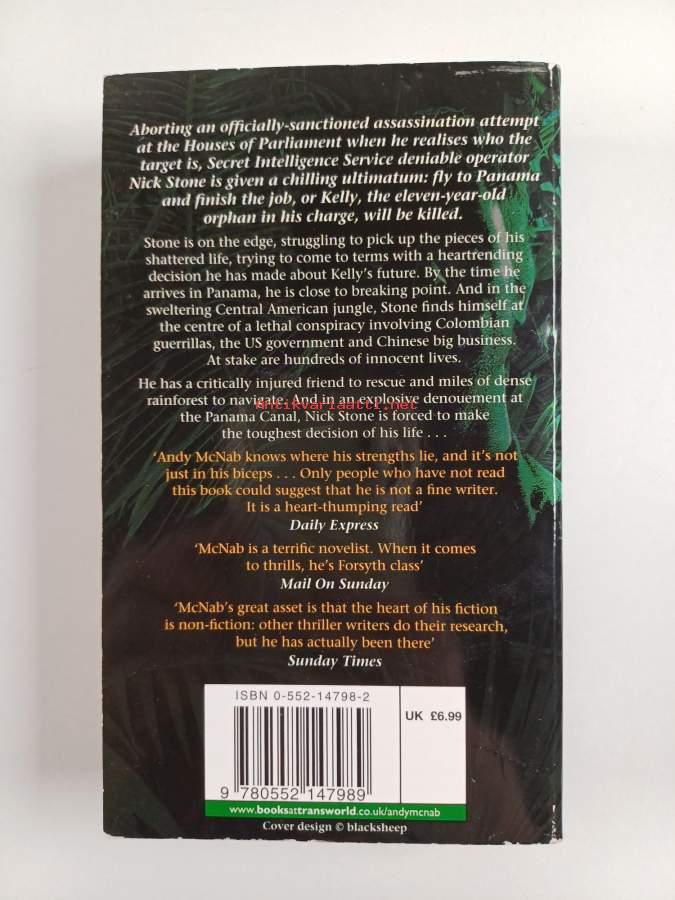 Aborting an officially-sanctioned assassination attempt
at the Houses of Parliament when he realises who the
target is, Secret Intelligence Service deniable operator
Nick Stone is given a chilling ultimatum: fly to Panama
and finish the job, or Kelly, the eleven-year-old
orphan in his charge, will be killed.
Stone is on the edge, struggling to pick up the pieces of his
shattered life, trying to come to terms with a heartrending
decision he has made about Kelly's future. By the time he
arrives in Panama, he is close to breaking point. And in the
sweltering Central American jungle, Stone finds himself at
the centre of a lethal conspiracy involving Colombian
guerrillas, the US government and Chinese big business.
At stake are hundreds of innocent lives.
He has a critically injured friend to rescue and miles of dense
rainforest to navigate. And in an explosive denouement at
Antikvariaatti.net
the Panama Canal, Nick Stone is forced to make
the toughest decision of his life . . .
'Andy McNab knows where his strengths lie, and it's not
just in his biceps . . . Only people who have not read
this book could suggest that he is not a fine writer.
It is a heart-thumping read'
Daily Express
'McNab is a terrific novelist. When it comes
to thrills, he's Forsyth class'
Mail On Sunday
'McNab's great asset is that the heart of his fiction
is non-fiction: other thriller writers do their research,
but he has actually been there'
Sunday Times
ISBN 0-552-14798-2
UK £6.99
9 780552 147989
www.booksattransworld.co.uk/andymcnab
Cover design © blacksheep